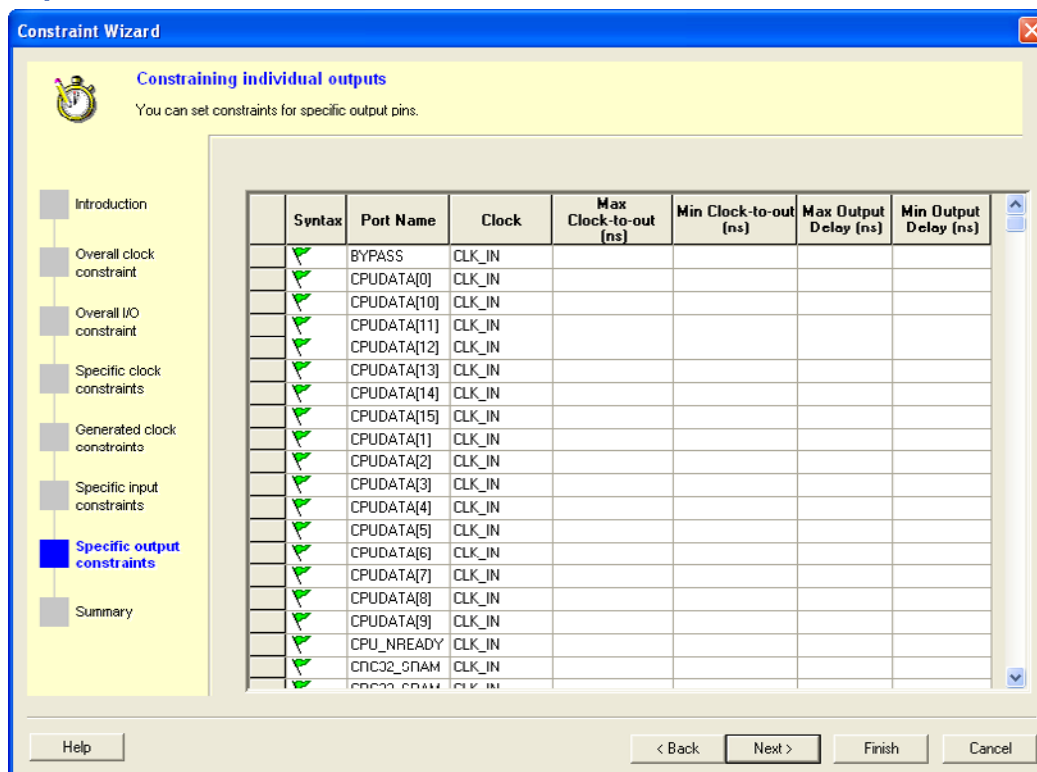 Constraint Wizard
Constraining individual outputs
You can set constraints for specific output pins.
Introduction
Overall clock
constraint
Overall I/O
constraint
Specific clock
constraints
Generated clock
constraints
Specific input
constraints
Specific output
constraints
Summary
Syntax Port Name Clock Max Clock-to-out (ns) Min Clock-to-out (ns) Max Output Delay (ns) Min Output Delay (ns)
BYPASS CLK_IN
CPUDATA[0] CLK_IN
CPUDATA[10] CLK_IN
CPUDATA[11] CLK_IN
CPUDATA[12] CLK_IN
CPUDATA[13] CLK_IN
CPUDATA[14] CLK_IN
CPUDATA[15] CLK_IN
CPUDATA[1] CLK_IN
CPUDATA[2] CLK_IN
CPUDATA[3] CLK_IN
CPUDATA[4] CLK_IN
CPUDATA[5] CLK_IN
CPUDATA[6] CLK_IN
CPUDATA[7] CLK_IN
CPUDATA[8] CLK_IN
CPUDATA[9] CLK_IN
CPU_NREADY CLK_IN
CLK_IN
CLK_IN
Help < Back Next > Finish Cancel